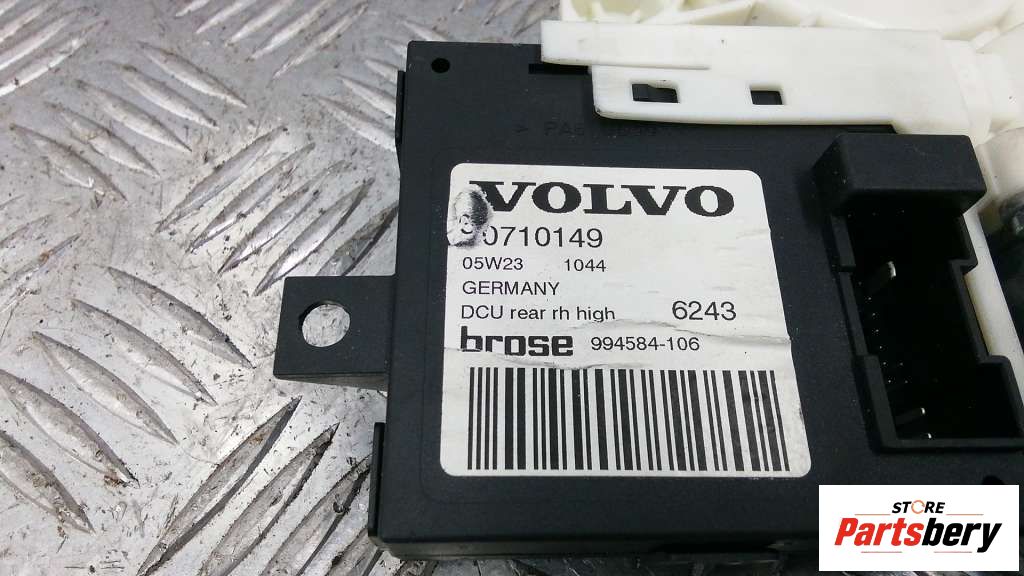 VOLVO
0710149
05W23 1044
GERMANY
DCU rear rh high 6243
brose 994584-106
STORE
Partsbery